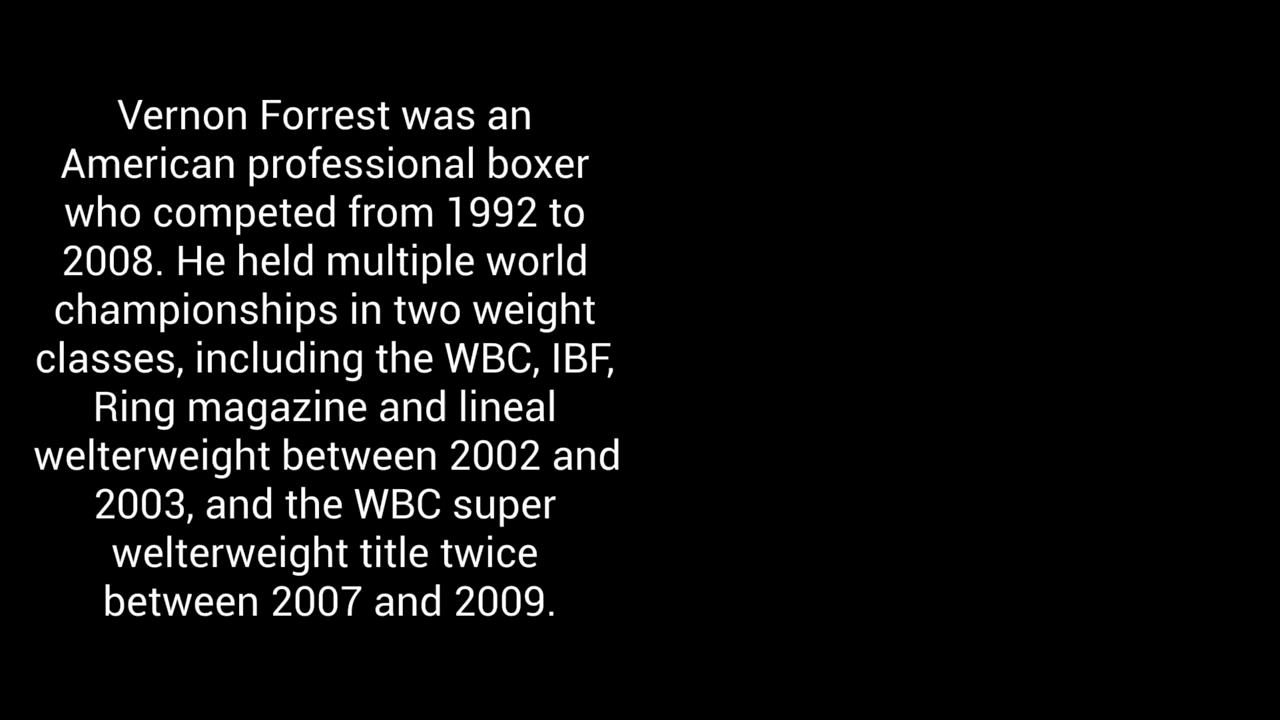 Vernon Forrest was an
American professional boxer
who competed from 1992 to
2008. He held multiple world
championships in two weight
classes, including the WBC, IBF,
Ring magazine and lineal
welterweight between 2002 and
2003, and the WBC super
welterweight title twice
between 2007 and 2009.